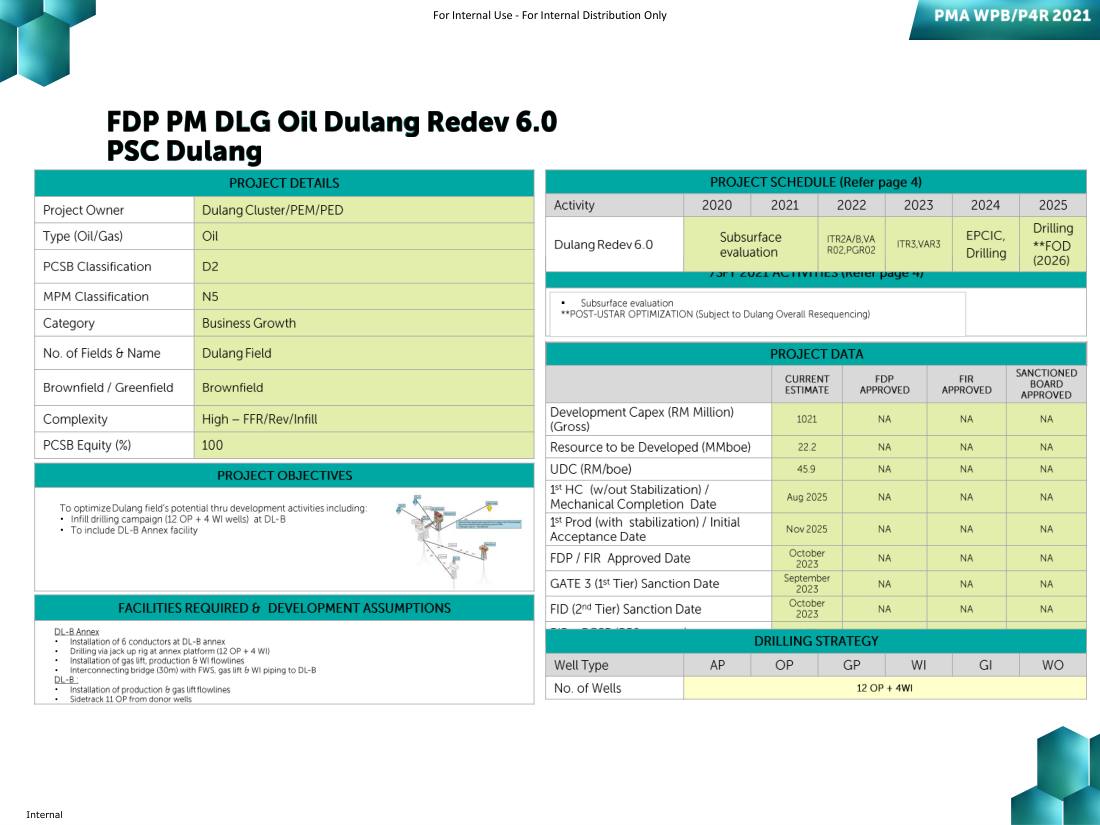 For Internal Use - For Internal Distribution Only
PMA WPB/P4R 2021
FDP PM DLG Oil Dulang Redev 6.0
PSC Dulang
PROJECT DETAILS
Project Owner Dulang Cluster/PEM/PED
Type (Oil/Gas) Oil
PCSB Classification D2
MPM Classification N5
Category Business Growth
No. of Fields & Name Dulang Field
Brownfield / Greenfield Brownfield
Complexity High – FFR/Rev/Infill
PCSB Equity (%) 100
PROJECT OBJECTIVES
To optimize Dulang field's potential thru development activities including:
• Infill drilling campaign (12 OP + 4 WI wells) at DL-B
• To include DL-B Annex facility
FACILITIES REQUIRED & DEVELOPMENT ASSUMPTIONS
DL-B Annex
• Installation of 6 conductors at DL-B annex
• Drilling via jack up rig at annex platform (12 OP + 4 WI)
• Installation of gas lift, production & WI flowlines
• Interconnecting bridge (30m) with FWS, gas lift & WI piping to DL-B
DL-B :
• Installation of production & gas lift flowlines
• Sidetrack 11 OP from donor wells
PROJECT SCHEDULE (Refer page 4)
Activity 2020 2021 2022 2023 2024 2025
Dulang Redev 6.0
Subsurface
evaluation
ITR2A/B,VA
R02,PGR02
ITR3,VAR3
EPCIC,
Drilling
Drilling
**FOD
(2026)
2021 ACTIVITIES (Refer page 4)
• Subsurface evaluation
**POST-USTAR OPTIMIZATION (Subject to Dulang Overall Resequencing)
PROJECT DATA
CURRENT
ESTIMATE
FDP
APPROVED
FIR
APPROVED
SANCTIONED
BOARD
APPROVED
Development Capex (RM Million)
(Gross) 1021 NA NA NA
Resource to be Developed (MMboe) 22.2 NA NA NA
UDC (RM/boe) 45.9 NA NA NA
1st HC (w/out Stabilization) /
Mechanical Completion Date Aug 2025 NA NA NA
1st Prod (with stabilization) / Initial
Acceptance Date Nov 2025 NA NA NA
FDP / FIR Approved Date October
2023 NA NA NA
GATE 3 (1st Tier) Sanction Date September
2023 NA NA NA
FID (2nd Tier) Sanction Date October
2023 NA NA NA
DRILLING STRATEGY
Well Type AP OP GP WI GI WO
No. of Wells 12 OP + 4WI
Internal